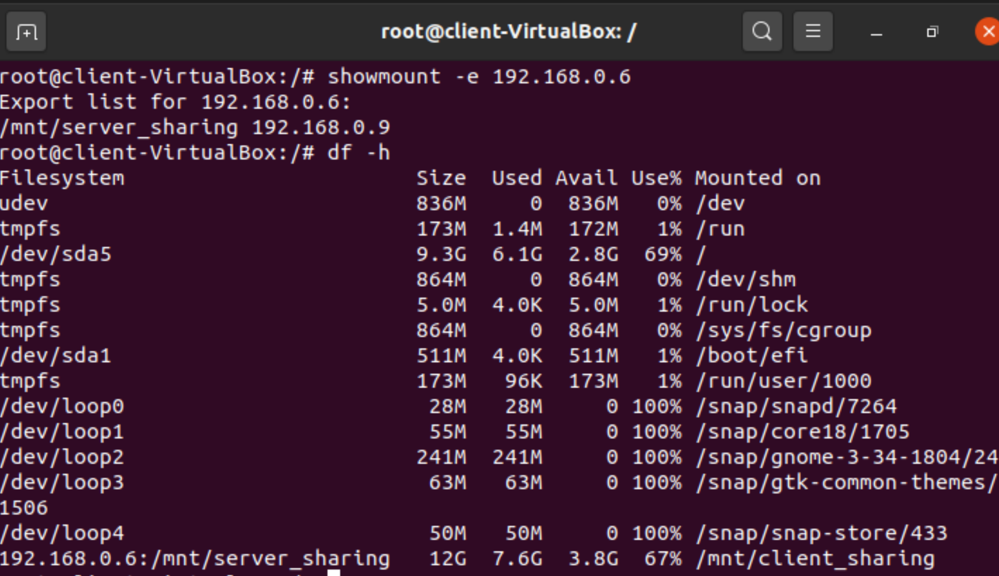 root@client-VirtualBox: /
root@client-VirtualBox:/# showmount -e 192.168.0.6
Export list for 192.168.0.6:
/mnt/server_sharing 192.168.0.9
root@client-VirtualBox:/# df -h
Filesystem                       Size  Used Avail Use% Mounted on
udev                             836M     0  836M   0% /dev
tmpfs                            173M  1.4M  172M   1% /run
/dev/sda5                        9.3G  6.1G  2.8G  69% /
tmpfs                            864M     0  864M   0% /dev/shm
tmpfs                            5.0M  4.0K  5.0M   1% /run/lock
tmpfs                            864M     0  864M   0% /sys/fs/cgroup
/dev/sda1                        511M  4.0K  511M   1% /boot/efi
tmpfs                            173M   96K  173M   1% /run/user/1000
/dev/loop0                        28M   28M     0 100% /snap/snapd/7264
/dev/loop1                        55M   55M     0 100% /snap/core18/1705
/dev/loop2                       241M  241M     0 100% /snap/gnome-3-34-1804/24
/dev/loop3                        63M   63M     0 100% /snap/gtk-common-themes/
1506
/dev/loop4                        50M   50M     0 100% /snap/snap-store/433
192.168.0.6:/mnt/server_sharing   12G  7.6G  3.8G  67% /mnt/client_sharing